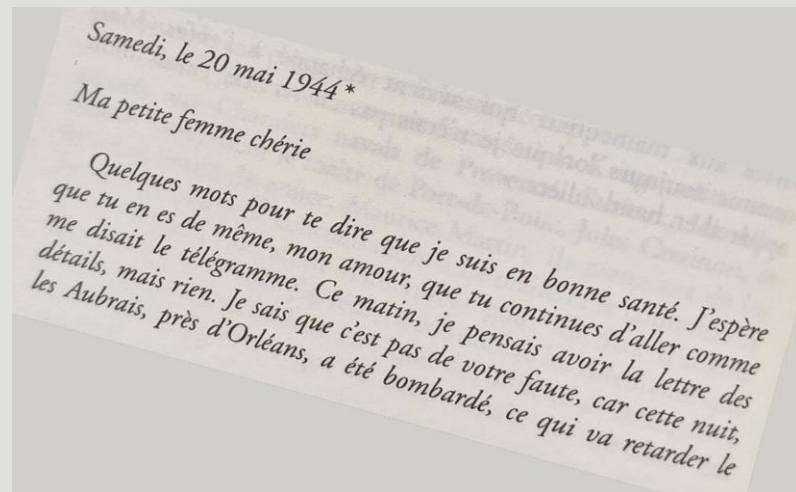 Samedi, le 20 mai 1944*
Ma petite femme chérie
Quelques mots pour te dire que je suis en bonne santé. J'espère
que tu en es de même, mon amour, que tu continues d'aller comme
me disait le télégramme. Ce matin, je pensais avoir la lettre des
détails, mais rien. Je sais que c'est pas de votre faute, car cette nuit,
les Aubrais, près d'Orléans, a été bombardé, ce qui va retarder le